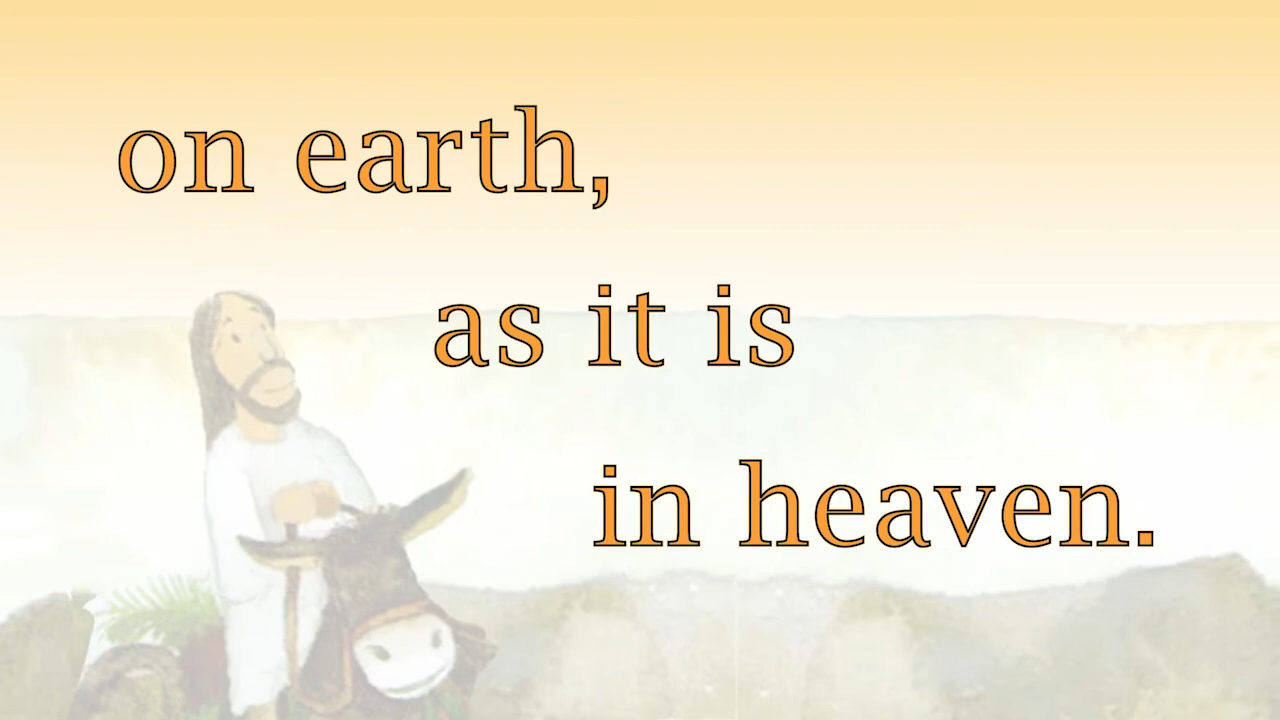 on earth,
as it is
in heaven.